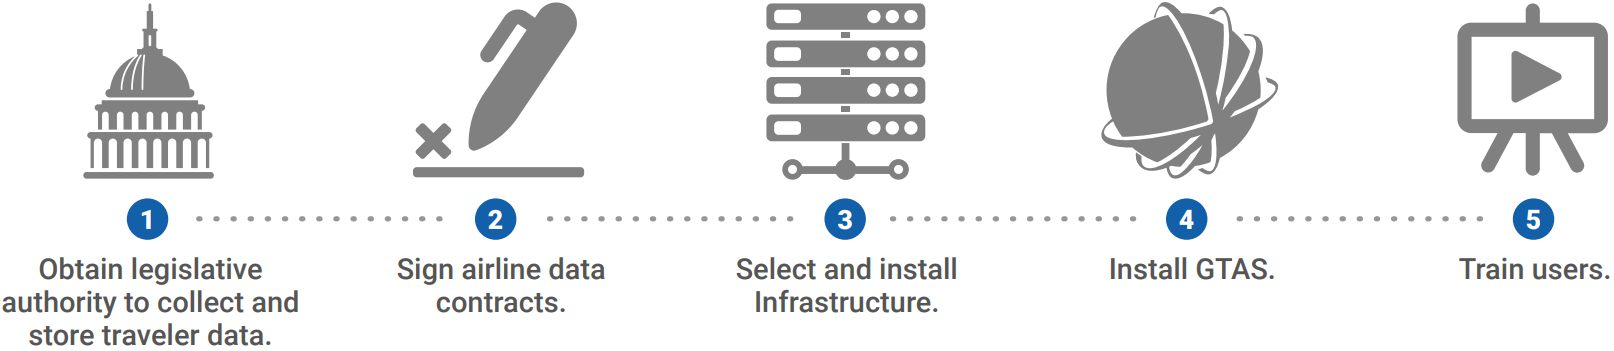 1
Obtain legislative
authority to collect and
store traveler data.
2
Sign airline data
contracts.
3
Select and install
Infrastructure.
4
Install GTAS.
5
Train users.